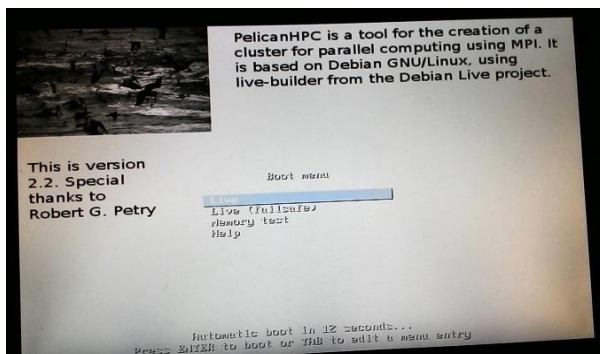 PelicanHPC is a tool for the creation of a
cluster for parallel computing using MPI. It
is based on Debian GNU/Linux, using
live-builder from the Debian Live project.
This is version
2.2. Special
thanks to
Robert G. Petry
Boot menu
Live
Live (failsafe)
Memory test
Help
Automatic boot in 12 seconds...
Press ENTER to boot or TAB to edit a menu entry